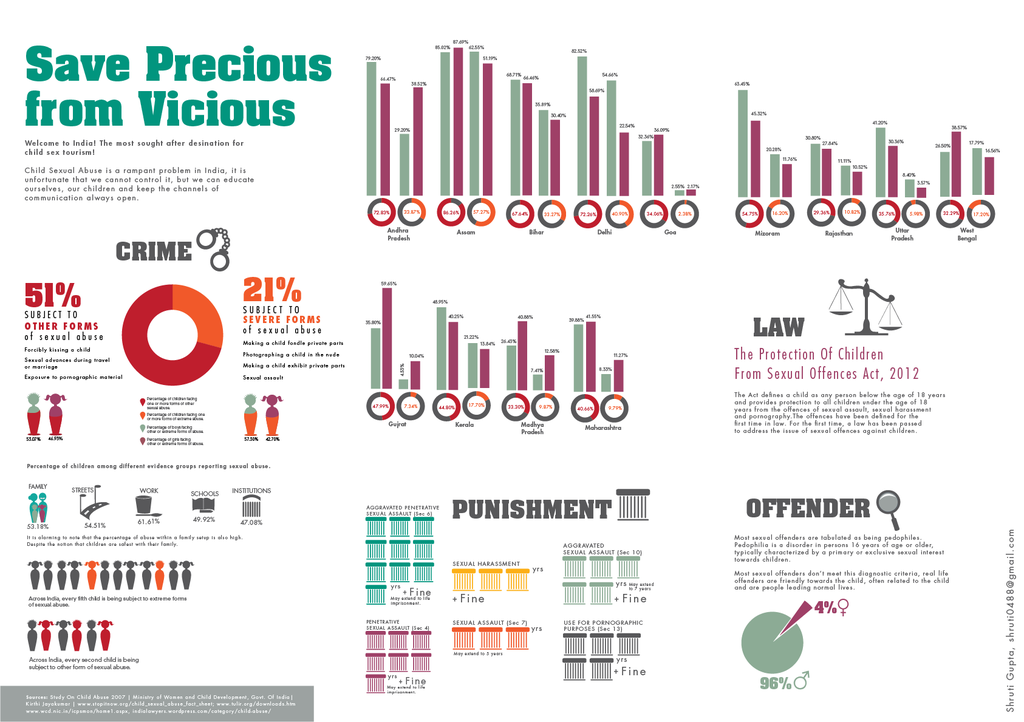 Save Precious
from Vicious
Welcome to India! The most sought after desination for
child sex tourism!
Child Sexual Abuse is a rampant problem in India, it is
unfortunate that we cannot control it, but we can educate
ourselves, our children and keep the channels of
communication always open.
CRIME
51%
SUBJECT TO
OTHER FORMS
of sexual abuse
Forcibly kissing a child
Sexual advances during travel
or marriage
Exposure to pornographic material
21%
SUBJECT TO
SEVERE FORMS
of sexual abuse
Making a child fondle private parts
Photographing a child in the nude
Making a child exhibit private parts
Sexual assault
53.07% 46.93%
Percentage of children facing
one or more forms of other
sexual abuse.
Percentage of children facing one
or more forms of extreme abuse.
Percentage of boys facing
other or extreme forms of abuse.
Percentage of girls facing
other or extreme forms of abuse.
57.30% 42.70%
Percentage of children among different evidence groups reporting sexual abuse.
FAMILY
53.18%
STREETS
54.51%
WORK
61.61%
SCHOOLS
49.92%
INSTITUTIONS
47.08%
It is alarming to note that the percentage of abuse within a family setup is also high.
Despite the notion that children are safest with their family.
Across India, every fifth child is being subject to extreme forms
of sexual abuse.
Across India, every second child is being
subject to other form of sexual abuse.
Sources: Study On Child Abuse 2007 | Ministry of Women and Child Development, Govt. Of India|
Kirthi Jayakumar | www.stopitnow.org/child_sexual_abuse_fact_sheet; www.tulir.org/downloads.htm
www.wcd.nic.in/icpsmon/home1.aspx, indialawyers.wordpress.com/category/child-abuse/
79.20% 66.47% 29.20% 59.52%
72.83% 33.87%
Andhra
Pradesh
85.02% 87.69% 62.55% 51.19%
86.26% 57.27%
Assam
68.77% 66.46% 35.89% 30.40%
67.64% 33.27%
Bihar
82.52% 58.69% 54.66% 22.54%
72.26% 40.90%
Delhi
32.36% 36.09% 2.55% 2.17%
34.06% 2.38%
Goa
63.45% 45.32% 20.28% 11.76%
54.75% 16.20%
Mizoram
30.80% 27.84% 11.11% 10.52%
29.36% 10.82%
Rajasthan
41.20% 30.36% 8.40% 3.57%
35.76% 5.98%
Uttar
Pradesh
26.50% 38.57% 17.79% 16.56%
32.29% 17.20%
West
Bengal
35.80% 59.65% 4.53% 10.04%
47.99% 7.34%
Gujrat
48.95% 40.25% 21.22% 13.84%
44.80% 17.70%
Kerala
26.45% 40.88% 7.41% 12.58%
32.20% 9.87%
Medhya
Pradesh
39.88% 41.55% 8.33% 11.27%
40.66% 9.79%
Maharashtra
LAW
The Protection Of Children
From Sexual Offences Act, 2012
The Act defines a child as any person below the age of 18 years
and provides protection to all children under the age of 18
years from the offences of sexual assault, sexual harassment
and pornography.The offences have been defined for the
first time in law. For the first time, a law has been passed
to address the issue of sexual offences against children.
PUNISHMENT
AGGRAVATED PENETRATIVE
SEXUAL ASSAULT (Sec 6)
yrs + Fine
May extend to life
imprisonment.
PENETRATIVE
SEXUAL ASSAULT (Sec 4)
yrs + Fine
May extend to life
imprisonment.
SEXUAL HARASSMENT
yrs
+ Fine
SEXUAL ASSAULT (Sec 7)
yrs
May extend to 5 years
AGGRAVATED
SEXUAL ASSAULT (Sec 10)
yrs May extend
to 7 years
+ Fine
USE FOR PORNOGRAPHIC
PURPOSES (Sec 13)
yrs
+ Fine
OFFENDER
Most sexual offenders are tabulated as being pedophiles.
Pedophilia is a disorder in persons 16 years of age or older,
typically characterized by a primary or exclusive sexual interest
towards children.
Most sexual offenders don't meet this diagnostic criteria, real life
offenders are friendly towards the child, often related to the child
and are people leading normal lives.
4%
96%
Shruti Gupta, shruti0488@gmail.com